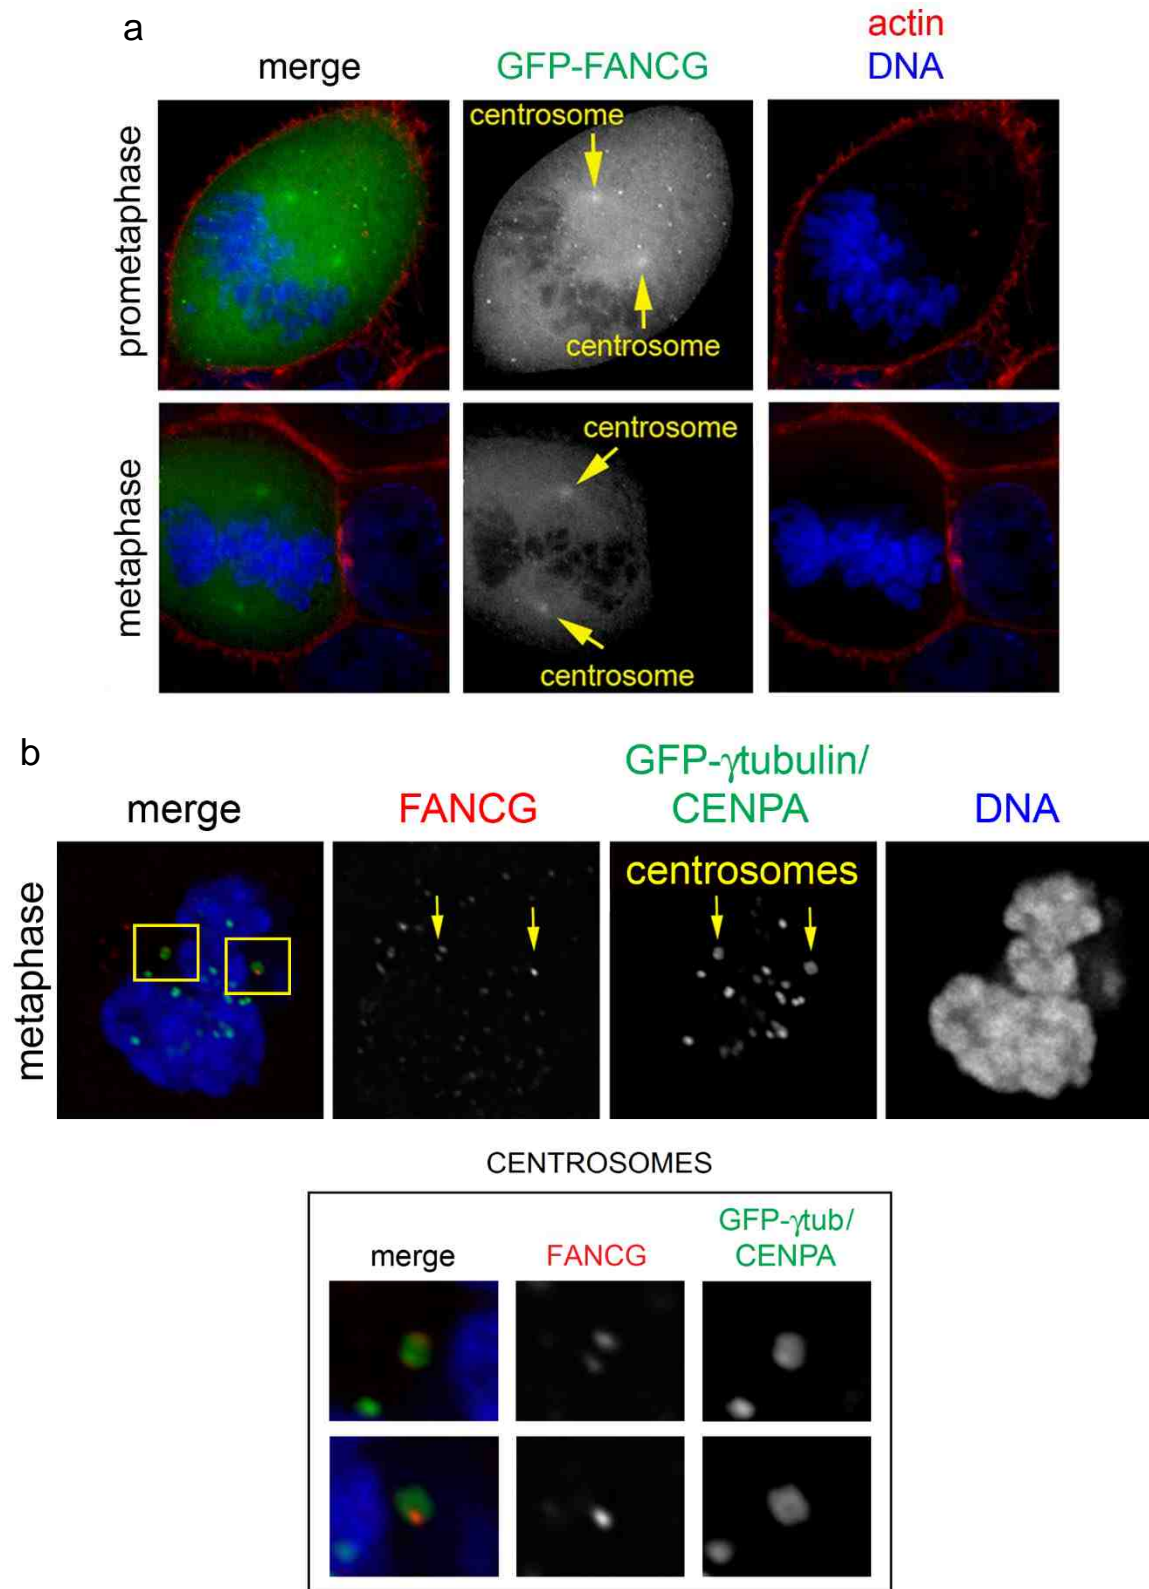 a
merge
GFP-FANCG
actin
DNA
prometaphase
centrosome
centrosome
metaphase
centrosome
centrosome
b
merge
FANCG
GFP-γtubulin/
CENPA
DNA
metaphase
centrosomes
CENTROSOMES
merge
FANCG
GFP-γtub/
CENPA